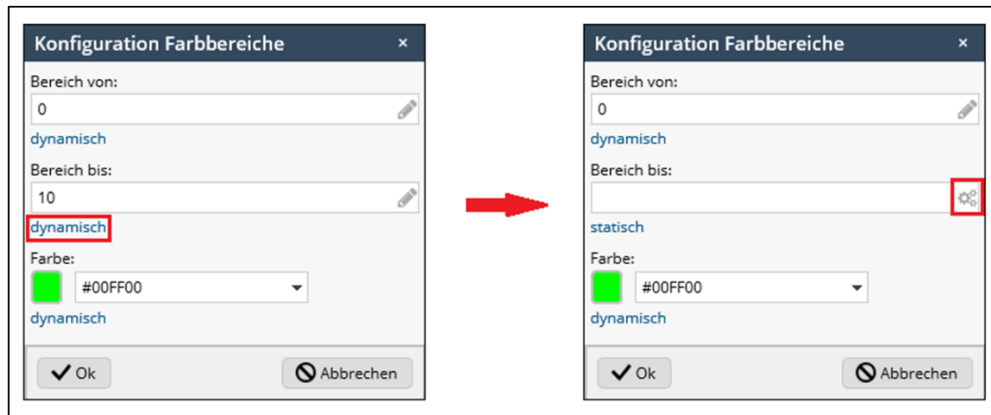 Konfiguration Farbbereiche ×
Bereich von:
0
dynamisch
Bereich bis:
10
dynamisch
Farbe:
#00FF00
dynamisch
Ok Abbrechen
Konfiguration Farbbereiche ×
Bereich von:
0
dynamisch
Bereich bis:
statisch
Farbe:
#00FF00
dynamisch
Ok Abbrechen